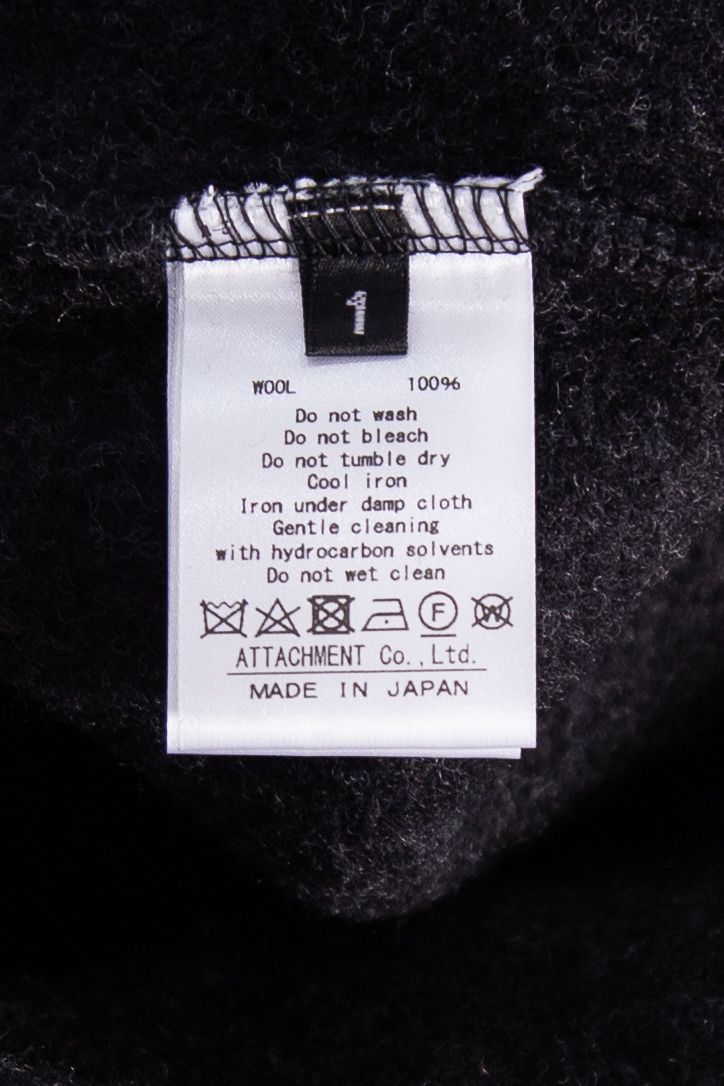 1
WOOL 100%
Do not wash
Do not bleach
Do not tumble dry
Cool iron
Iron under damp cloth
Gentle cleaning
with hydrocarbon solvents
Do not wet clean
F W
ATTACHMENT Co.,Ltd.
MADE IN JAPAN